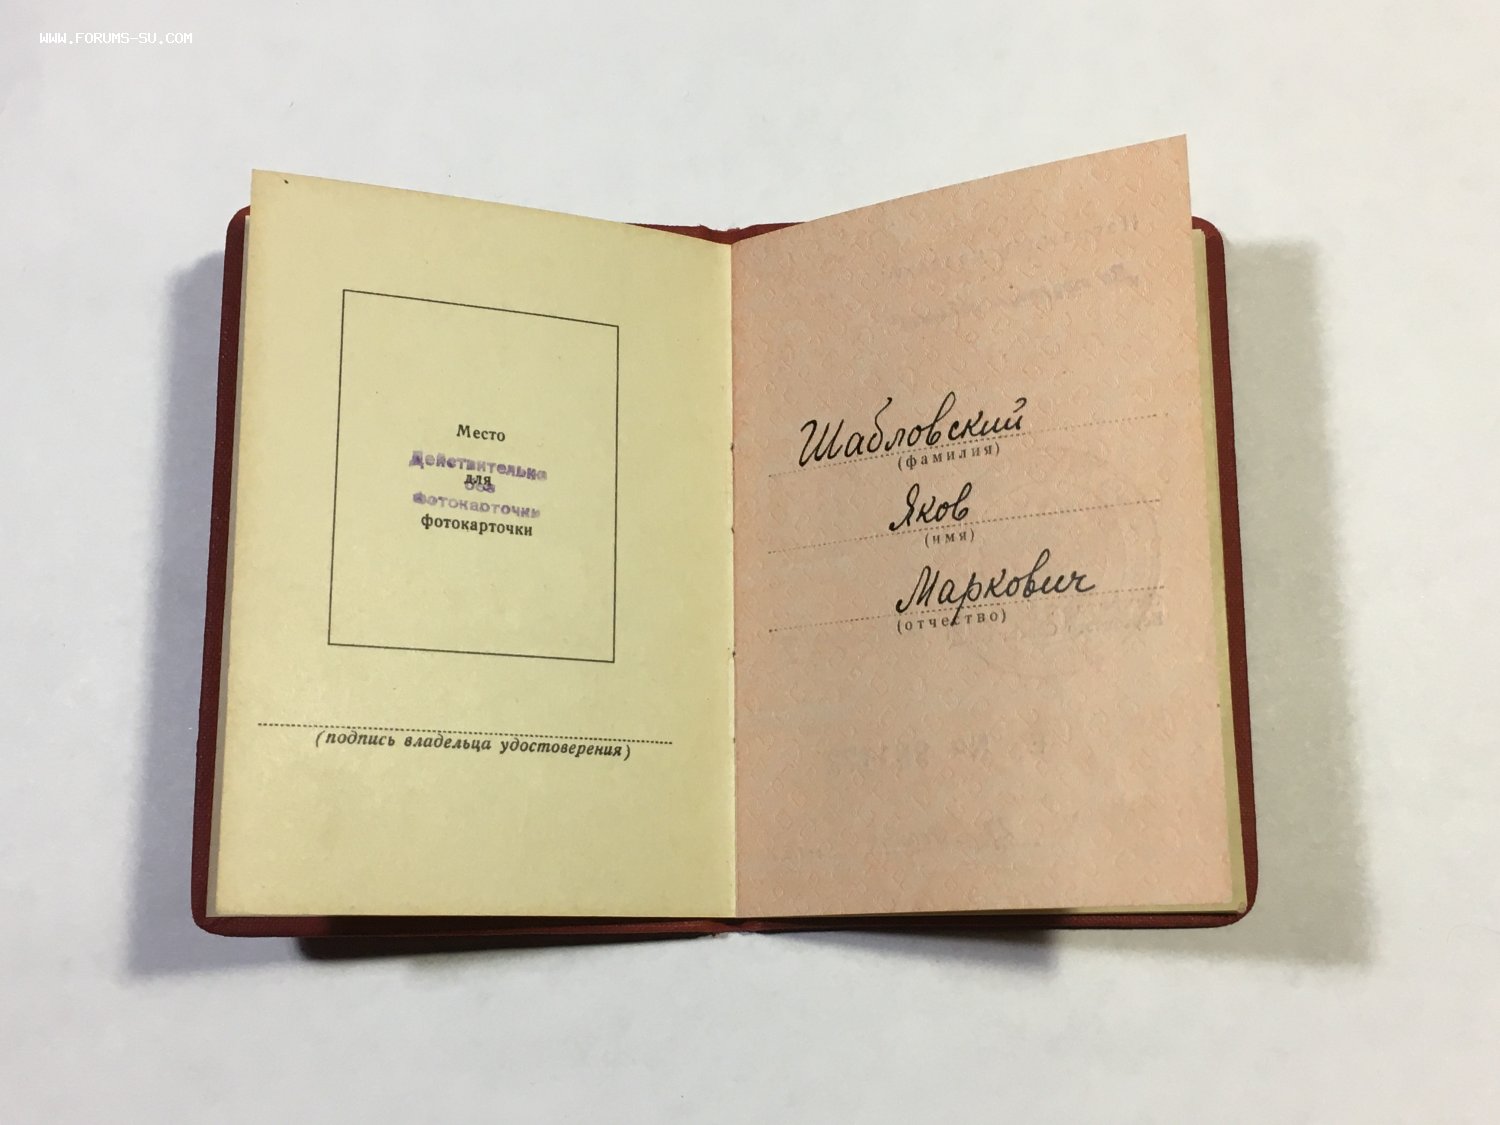 WWW.FORUMS-SU.COM
Место
Действительно
для
без
фотокарточки
фотокарточки
(подпись владельца удостоверения)
Шабловский
(фамилия)
Яков
(имя)
Маркович
(отчество)